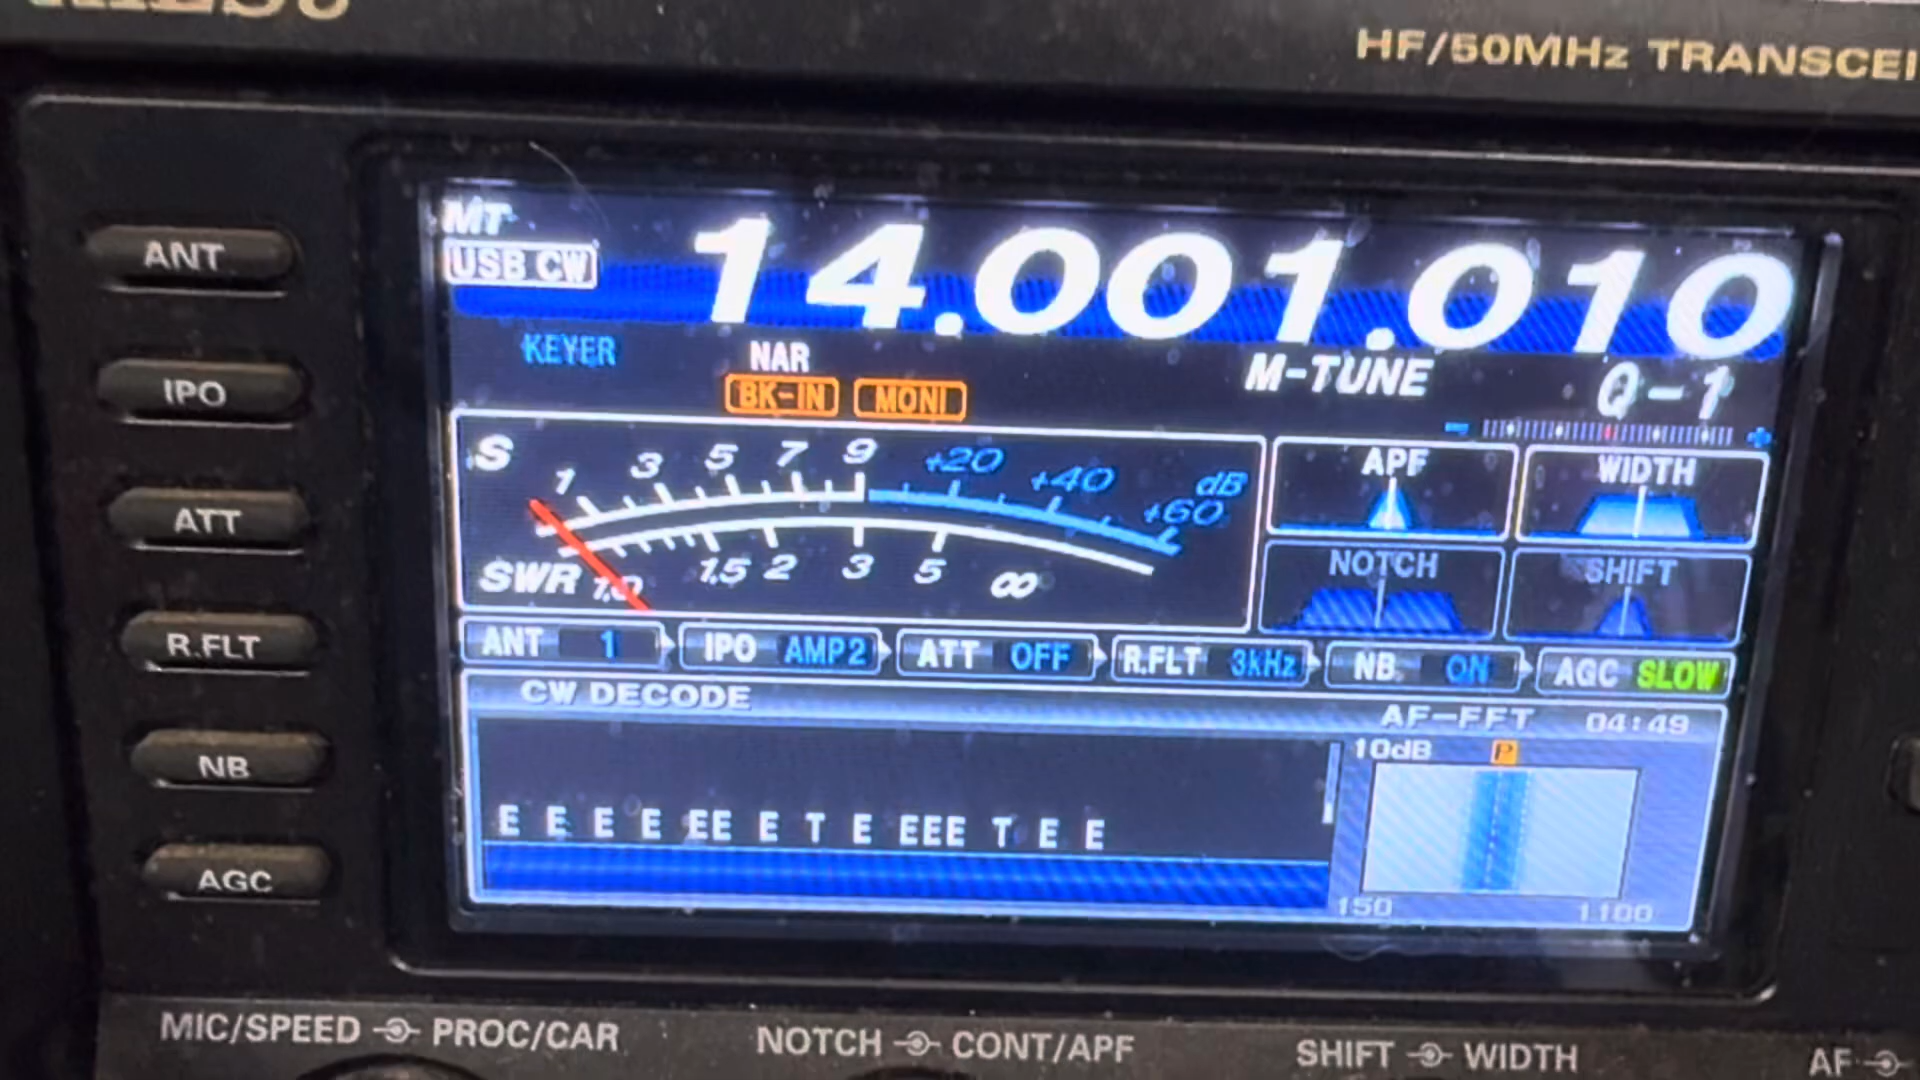 HF/50MHz TRANSCEI
MT
USB CW
14.001.010
KEYER
NAR
BK-IN MONI
M-TUNE
Q-1
- +
S 1 3 5 7 9 +20 +40 +60 dB
SWR 1.0 1.5 2 3 5 ∞
APF WIDTH
NOTCH SHIFT
ANT 1 IPO AMP2 ATT OFF R.FLT 3kHz NB ON AGC SLOW
CW DECODE
AF-FFT 04:49
10dB P
E E E E EE E T E EEE T E E
150 1100
ANT
IPO
ATT
R.FLT
NB
AGC
MIC/SPEED PROC/CAR
NOTCH CONT/APF
SHIFT WIDTH
AF